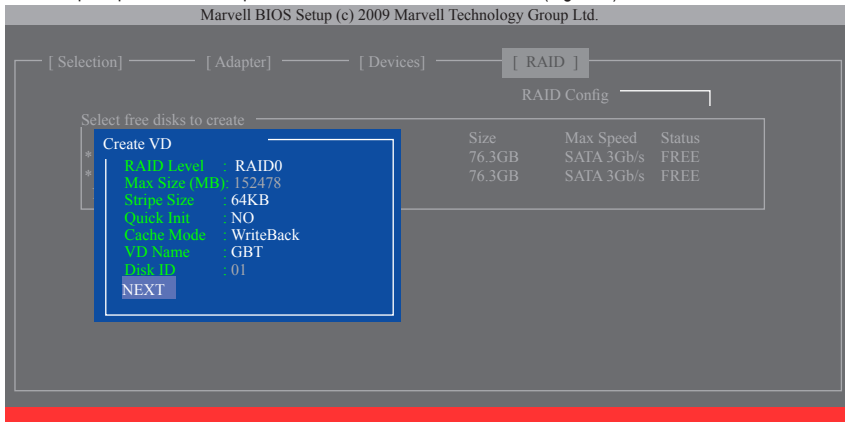 Marvell BIOS Setup (c) 2009 Marvell Technology Group Ltd.
[ Selection] [ Adapter] [ Devices] [ RAID ]
RAID Config
Select free disks to create
Size Max Speed Status
* 76.3GB SATA 3Gb/s FREE
* 76.3GB SATA 3Gb/s FREE
Create VD
RAID Level : RAID0
Max Size (MB): 152478
Stripe Size : 64KB
Quick Init : NO
Cache Mode : WriteBack
VD Name : GBT
Disk ID : 01
NEXT